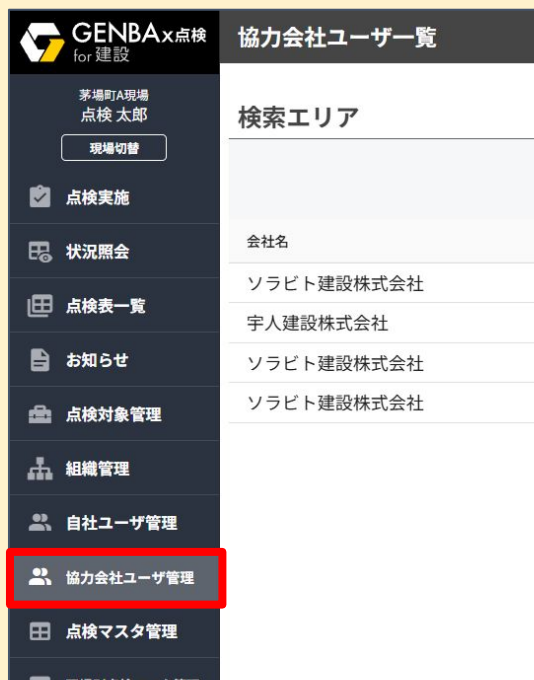 GENBAx点検
for 建設
茅場町A現場
点検 太郎
現場切替
点検実施
状況照会
点検表一覧
お知らせ
点検対象管理
組織管理
自社ユーザ管理
協力会社ユーザ管理
点検マスタ管理
協力会社ユーザ一覧
検索エリア
会社名
ソラビト建設株式会社
宇人建設株式会社
ソラビト建設株式会社
ソラビト建設株式会社